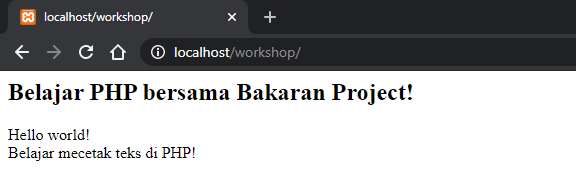 localhost/workshop/
localhost/workshop/
Belajar PHP bersama Bakaran Project!
Hello world!
Belajar mecetak teks di PHP!